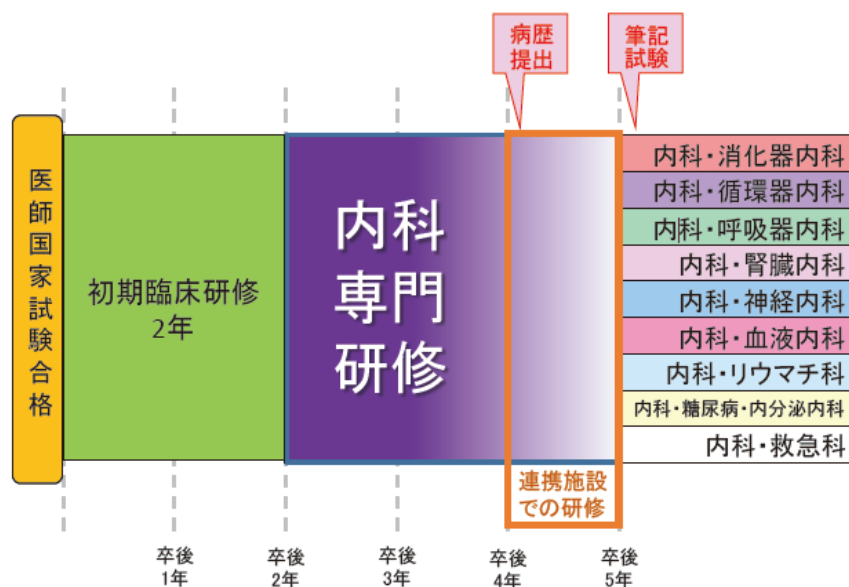 病歴
提出
筆記
試験
医師国家試験合格
初期臨床研修
2年
内科
専門
研修
内科・消化器内科
内科・循環器内科
内科・呼吸器内科
内科・腎臓内科
内科・神経内科
内科・血液内科
内科・リウマチ科
内科・糖尿病・内分泌内科
内科・救急科
連携施設
での研修
卒後
1年
卒後
2年
卒後
3年
卒後
4年
卒後
5年